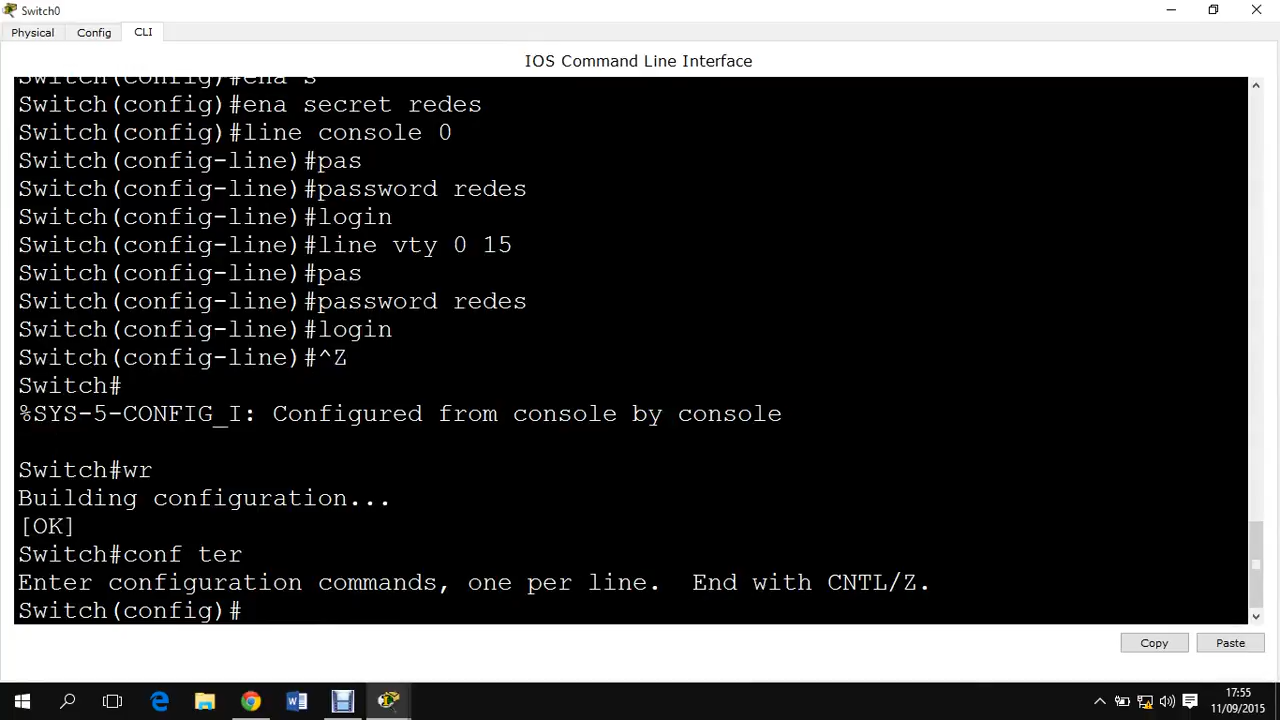 Switch0
Physical
Config
CLI
IOS Command Line Interface
Switch(config)#ena s
Switch(config)#ena secret redes
Switch(config)#line console 0
Switch(config-line)#pas
Switch(config-line)#password redes
Switch(config-line)#login
Switch(config-line)#line vty 0 15
Switch(config-line)#pas
Switch(config-line)#password redes
Switch(config-line)#login
Switch(config-line)#^Z
Switch#
%SYS-5-CONFIG_I: Configured from console by console
Switch#wr
Building configuration...
[OK]
Switch#conf ter
Enter configuration commands, one per line.  End with CNTL/Z.
Switch(config)#
Copy
Paste
17:55
11/09/2015